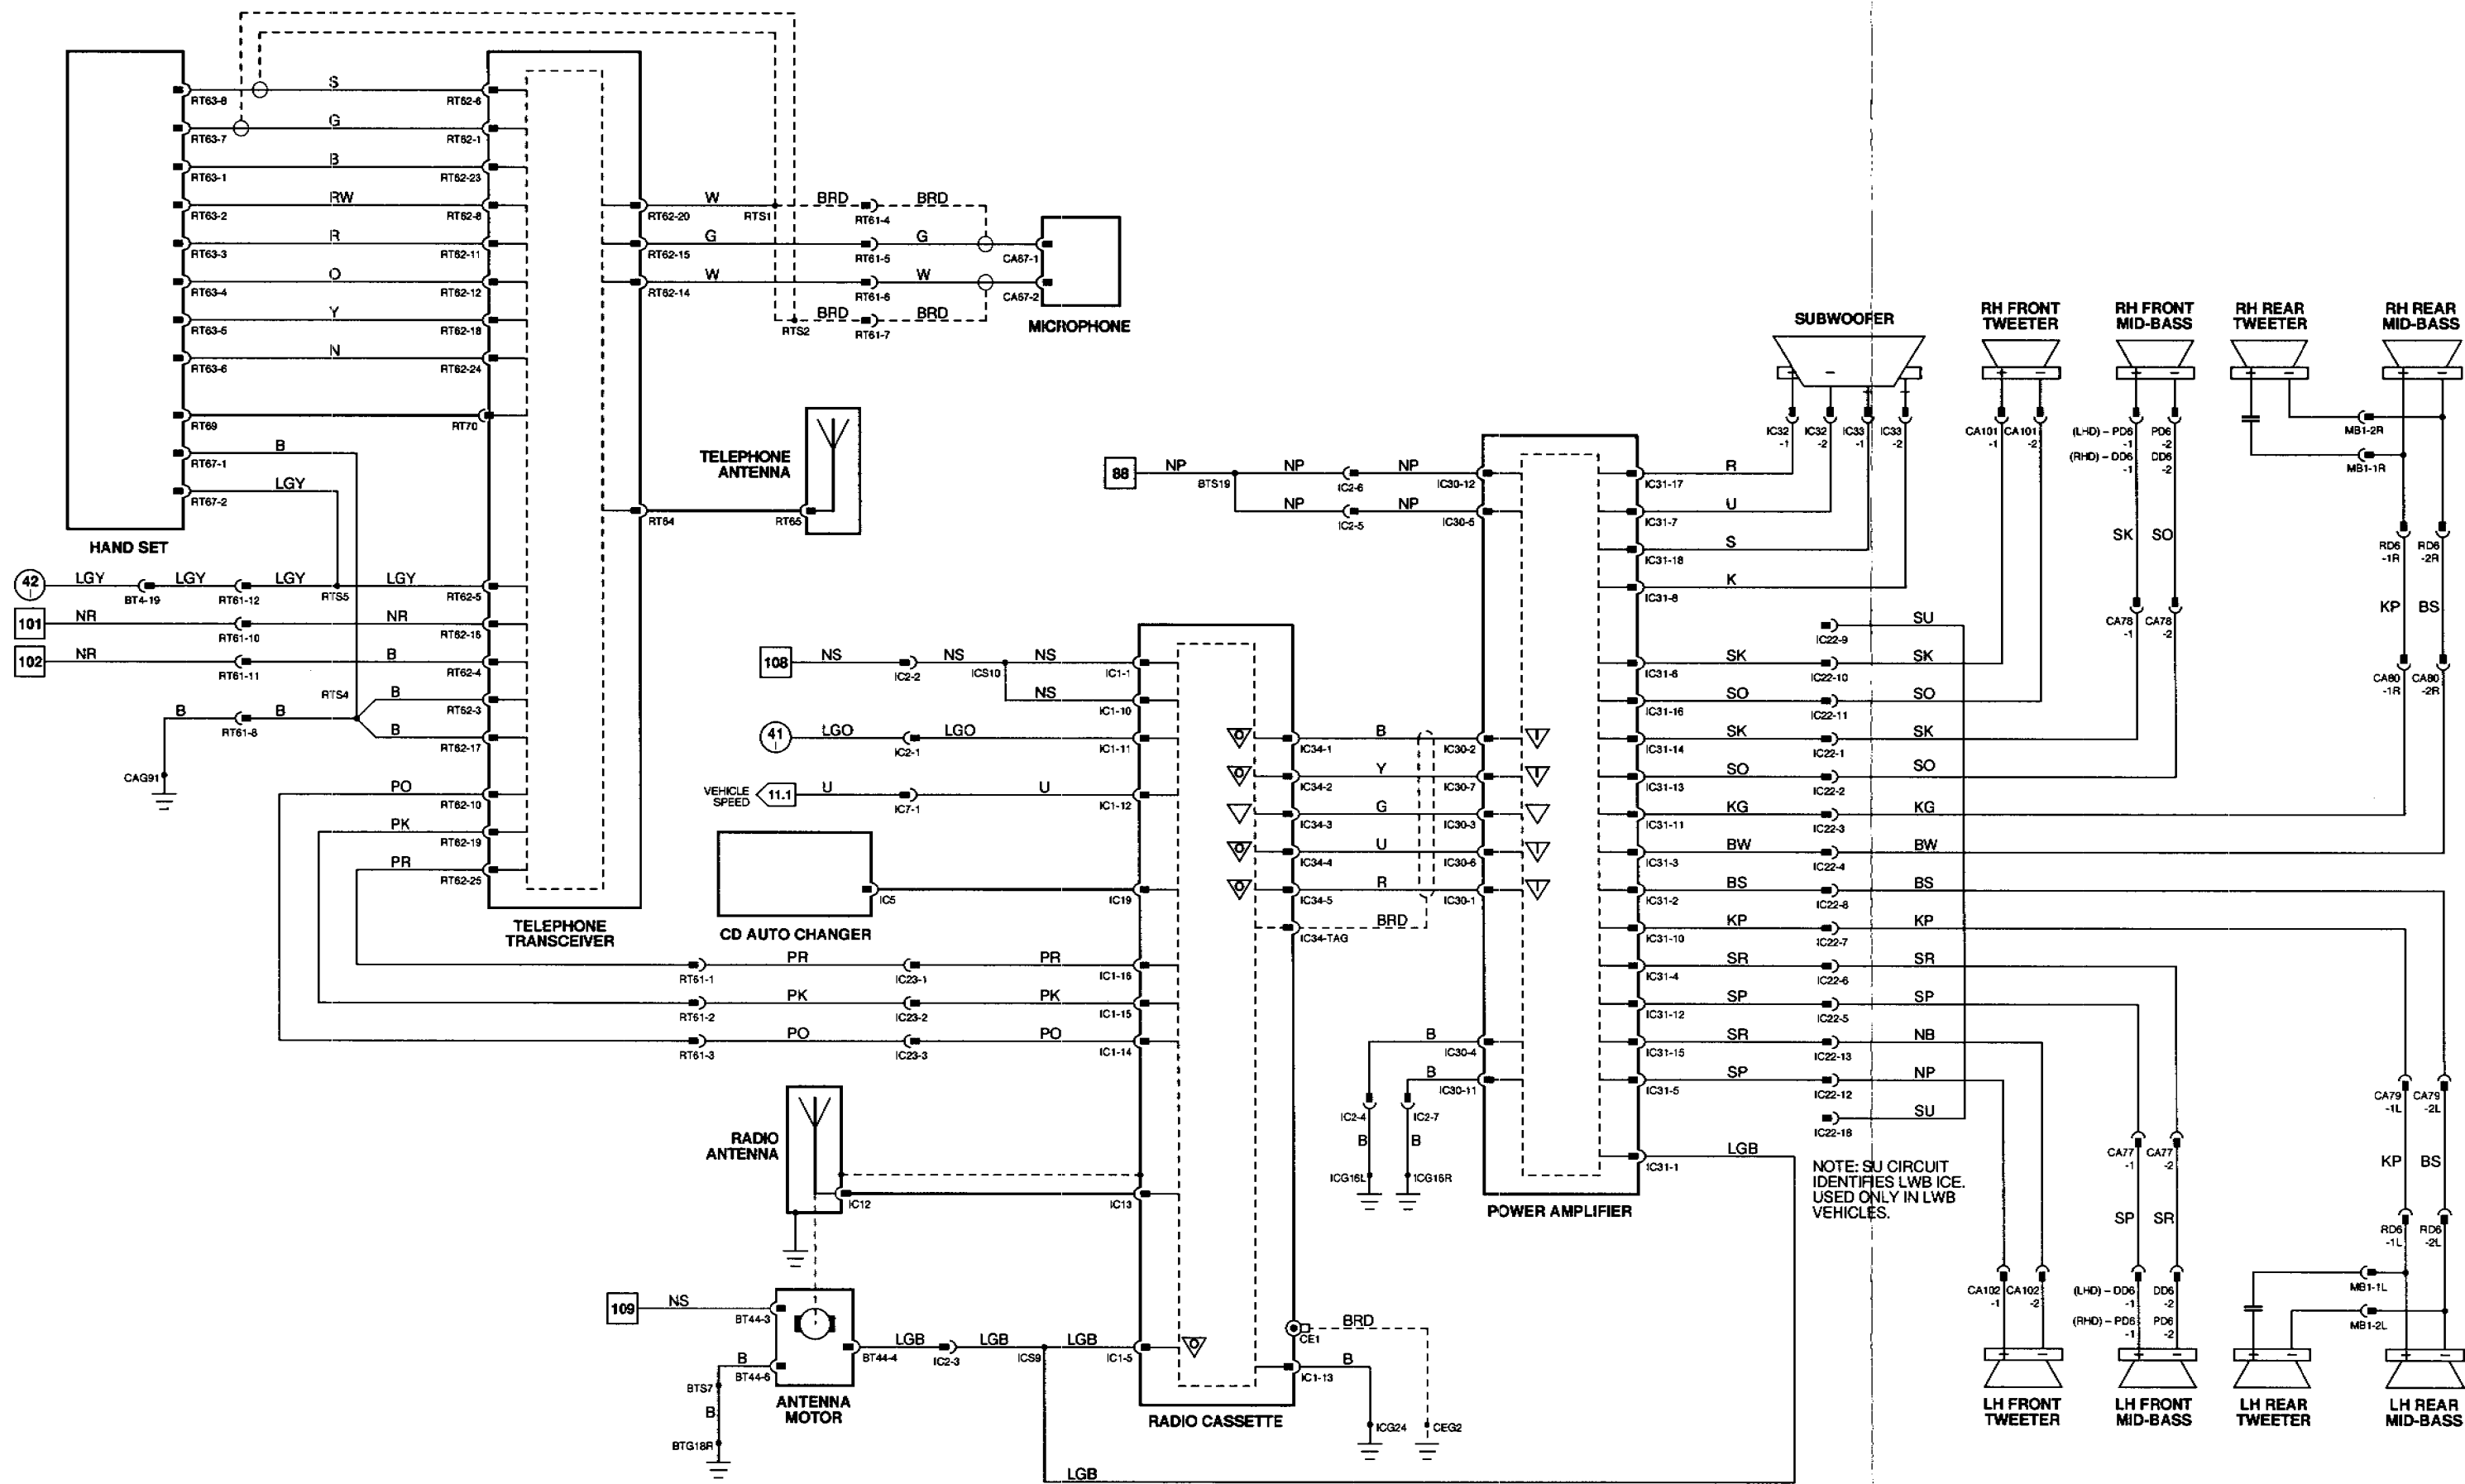 HAND SET
RT63-8
S
RT62-6
RT63-7
G
RT62-1
RT63-1
B
RT62-23
RT63-2
RW
RT62-8
RT63-3
R
RT62-11
RT63-4
O
RT62-12
RT63-5
Y
RT62-18
RT63-6
N
RT62-24
RT69
RT70
RT67-1
B
RT67-2
LGY
42
I
LGY
BT4-19
LGY
RT61-12
LGY
RTS5
LGY
RT62-5
101
NR
RT61-10
NR
RT62-16
102
NR
RT61-11
B
RT62-4
RTS4
B
RT62-3
B
RT61-8
B
B
RT62-17
CAG91
PO
RT62-10
PK
RT62-19
PR
RT62-25
TELEPHONE
TRANSCEIVER
RT62-20
W
RTS1
BRD
RT61-4
BRD
RT62-15
G
RT61-5
G
CA67-1
RT62-14
W
RT61-6
W
CA67-2
RTS2
BRD
RT61-7
BRD
MICROPHONE
TELEPHONE
ANTENNA
RT64
RT65
108
NS
IC2-2
NS
ICS10
NS
IC1-1
NS
IC1-10
41
I
LGO
IC2-1
LGO
IC1-11
VEHICLE
SPEED
11.1
U
IC7-1
U
IC1-12
IC5
IC19
CD AUTO CHANGER
RT61-1
PR
IC23-1
PR
IC1-16
RT61-2
PK
IC23-2
PK
IC1-15
RT61-3
PO
IC23-3
PO
IC1-14
RADIO
ANTENNA
IC12
IC13
109
NS
BT44-3
B
BT44-6
BTS7
B
BTG18R
ANTENNA
MOTOR
BT44-4
LGB
IC2-3
LGB
ICS9
LGB
IC1-5
O
LGB
RADIO CASSETTE
CE1
BRD
CEG2
IC1-13
B
ICG24
O
IC34-1
B
IC30-2
I
O
IC34-2
Y
IC30-7
I
IC34-3
G
IC30-3
O
IC34-4
U
IC30-6
I
O
IC34-5
R
IC30-1
I
IC34-TAG
BRD
88
NP
BTS19
NP
IC2-6
NP
IC30-12
NP
IC2-5
NP
IC30-5
B
IC30-4
B
IC30-11
IC2-4
IC2-7
B
B
ICG16L
ICG16R
POWER AMPLIFIER
IC31-17
R
IC31-7
U
IC31-18
S
IC31-8
K
IC22-9
SU
IC31-6
SK
IC22-10
SK
IC31-16
SO
IC22-11
SO
IC31-14
SK
IC22-1
SK
IC31-13
SO
IC22-2
SO
IC31-11
KG
IC22-3
KG
IC31-3
BW
IC22-4
BW
IC31-2
BS
IC22-8
BS
IC31-10
KP
IC22-7
KP
IC31-4
SR
IC22-6
SR
IC31-12
SP
IC22-5
SP
IC31-15
SR
IC22-13
NB
IC31-5
SP
IC22-12
NP
IC22-18
SU
IC31-1
LGB
NOTE: SU CIRCUIT
IDENTIFIES LWB ICE.
USED ONLY IN LWB
VEHICLES.
SUBWOOFER
+ - + -
IC32 IC32 IC33 IC33
-1 -2 -1 -2
RH FRONT
TWEETER
+ -
CA101 CA101
-1 -2
RH FRONT
MID-BASS
+ -
(LHD) – PD6 PD6
-1 -2
(RHD) – DD6 DD6
-1 -2
SK SO
CA78 CA78
-1 -2
RH REAR
TWEETER
+ -
MB1-2R
MB1-1R
RH REAR
MID-BASS
+ -
RD6 RD6
-1R -2R
KP BS
CA80 CA80
-1R -2R
CA79 CA79
-1L -2L
KP BS
RD6 RD6
-1L -2L
MB1-1L
MB1-2L
CA77 CA77
-1 -2
SP SR
(LHD) – DD6 DD6
-1 -2
(RHD) – PD6 PD6
-1 -2
CA102 CA102
-1 -2
+ -
LH FRONT
TWEETER
+ -
LH FRONT
MID-BASS
+ -
LH REAR
TWEETER
+ -
LH REAR
MID-BASS